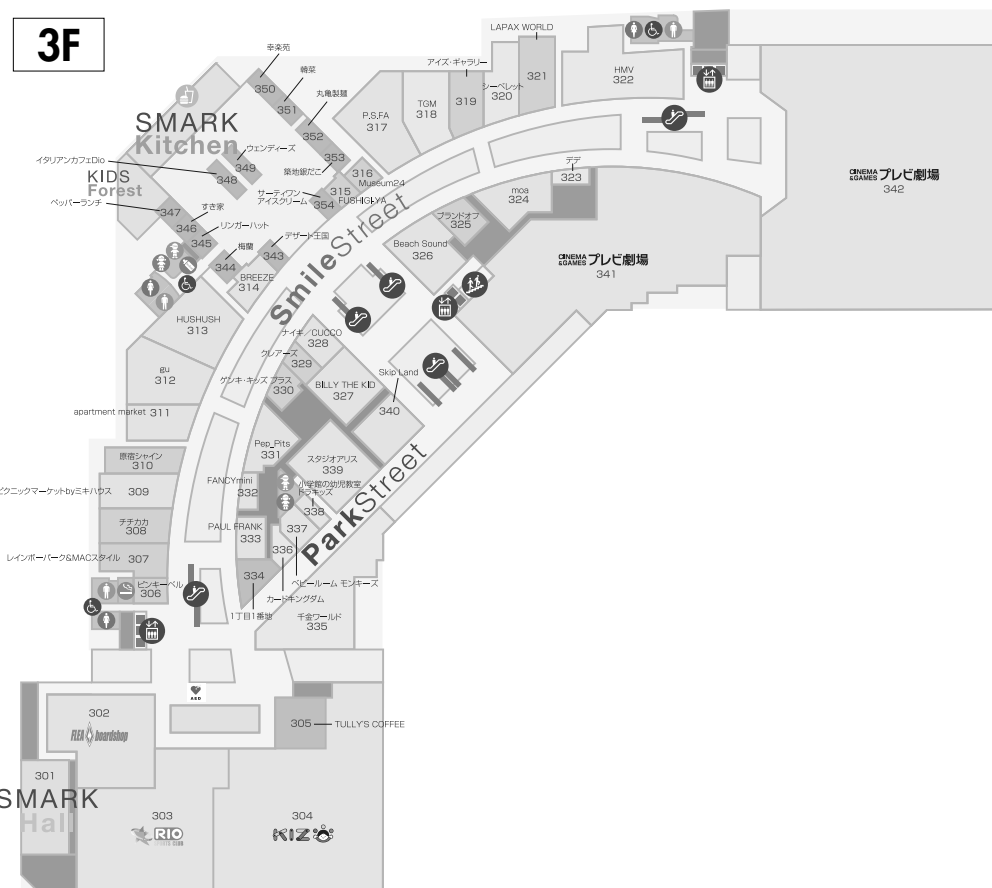 3F
LAPAX WORLD
幸楽苑
韓菜
丸亀製麺
アイズ・ギャラリー
350
351
352
353
P.S.FA
317
TGM
318
319
シーベレット
320
321
HMV
322
SMARK
Kitchen
ウェンディーズ
349
イタリアンカフェDio
348
KIDS
Forest
ペッパーランチ
347
すき家
346
リンガーハット
345
築地銀だこ
サーティワン
アイスクリーム
354
316
Museum24
315
FUSHIGI-YA
梅蘭
344
デザート王国
343
BREEZE
314
SmileStreet
デデ
323
moa
324
ブランドオフ
325
Beach Sound
326
CINEMA
&GAMES プレビ劇場
341
CINEMA
&GAMES プレビ劇場
342
HUSHUSH
313
gu
312
apartment market 311
ナイキ/CUCCO
328
クレアーズ
329
ゲンキ・キッズ プラス
330
BILLY THE KID
327
Skip Land
340
原宿シャイン
310
ピクニックマーケットbyミキハウス
309
チチカカ
308
レインボーパーク&MACスタイル
307
ピンキーベル
306
Pep_Pits
331
スタジオアリス
339
FANCYmini
332
小学館の幼児教室
ドラキッズ
338
PAUL FRANK
333
337
336
334
ParkStreet
ベビールーム モンキーズ
カードキングダム
1丁目1番地
千金ワールド
335
AED
302
FLEA boardshop
305
TULLY'S COFFEE
301
SMARK
Hall
303
RIO
304
KIZ